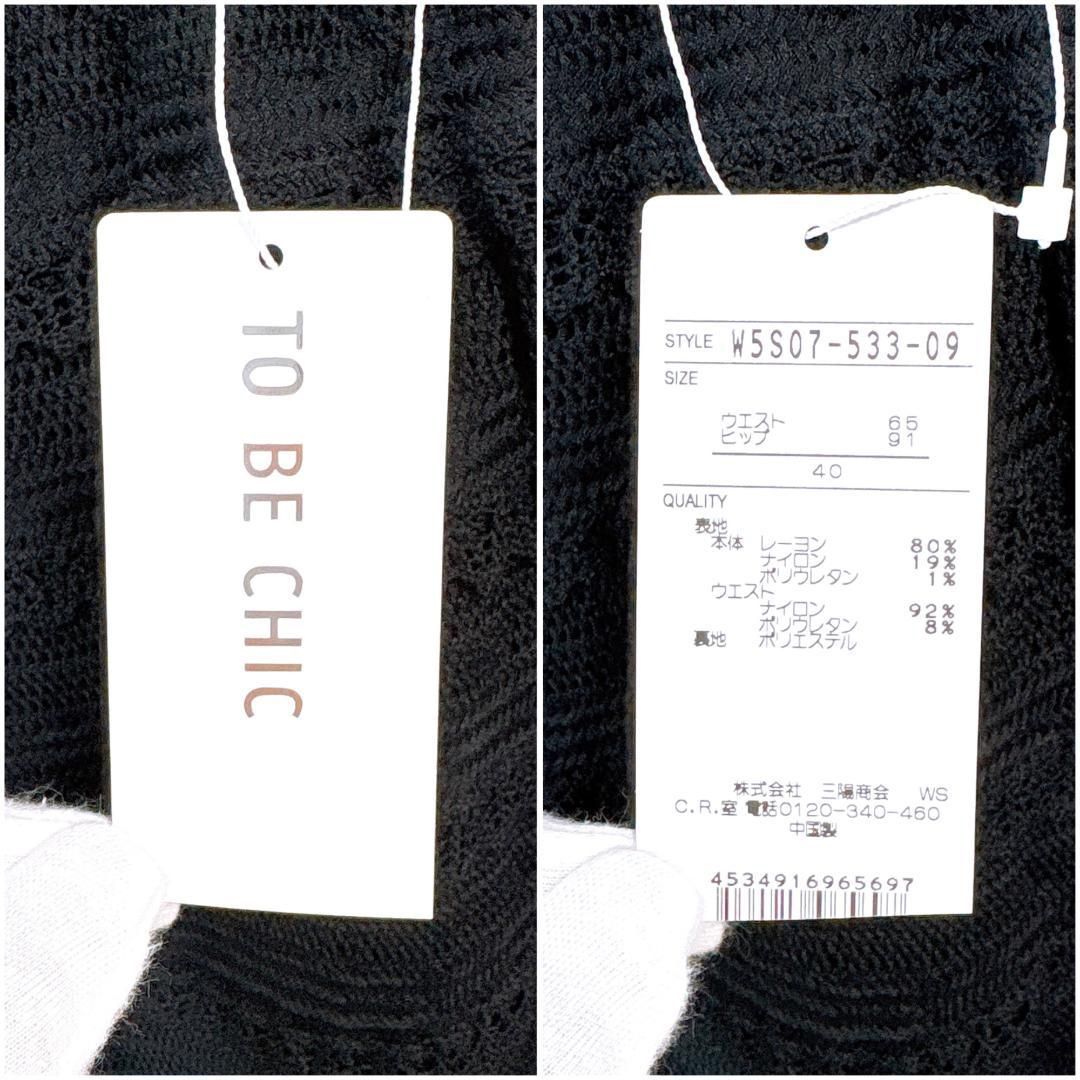 TO BE CHIC
STYLE W5S07-533-09
SIZE
ウエスト 65
ヒップ 91
40
QUALITY
表地
本体 レーヨン 80%
ナイロン 19%
ポリウレタン 1%
ウエスト
ナイロン 92%
ポリウレタン 8%
裏地 ポリエステル
株式会社 三陽商会 WS
C.R.室 電話0120-340-460
中国製
4534916965697